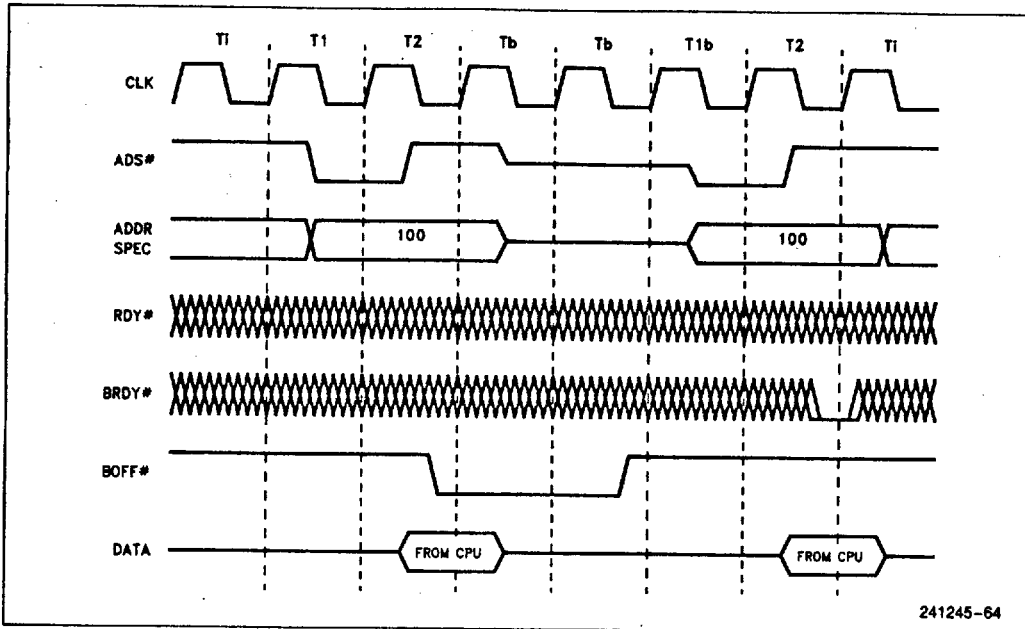 Ti T1 T2 Tb Tb T1b T2 Ti
CLK
ADS#
ADDR
SPEC
100 100
RDY#
BRDY#
BOFF#
DATA
FROM CPU FROM CPU
241245-64